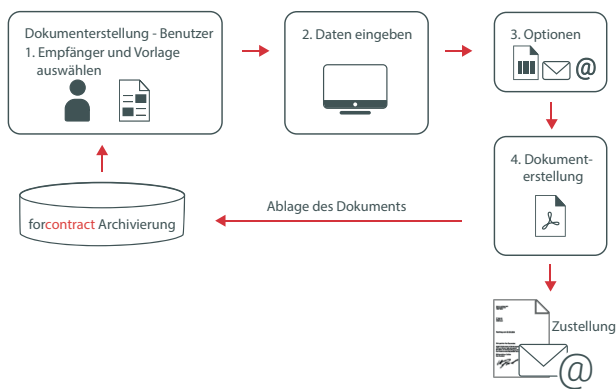 Dokumenterstellung - Benutzer
1. Empfänger und Vorlage
auswählen
2. Daten eingeben
3. Optionen
@
4. Dokument-
erstellung
Ablage des Dokuments
forcontract Archivierung
Zustellung
@